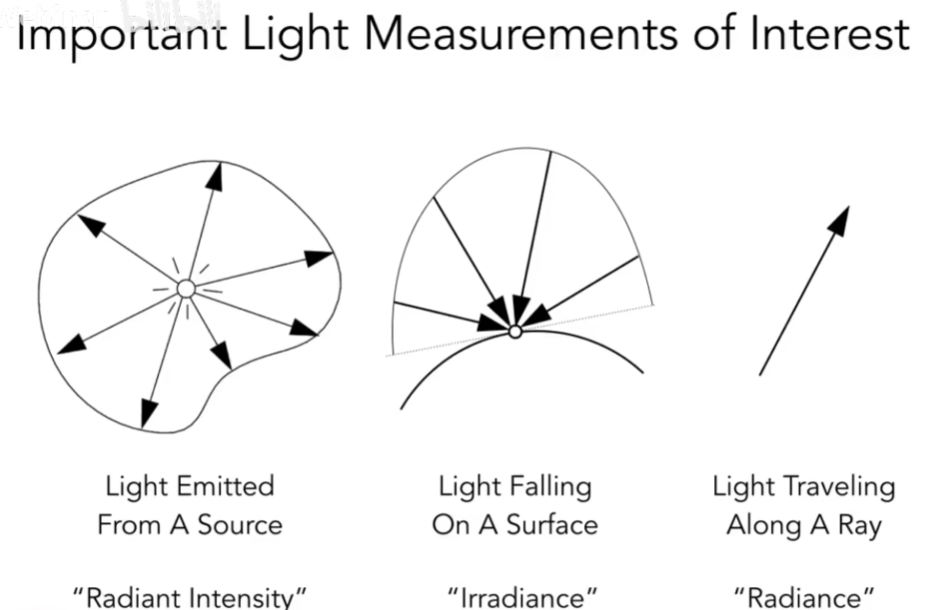 Important Light Measurements of Interest
Light Emitted
From A Source
Light Falling
On A Surface
Light Traveling
Along A Ray
“Radiant Intensity”
“Irradiance”
“Radiance”